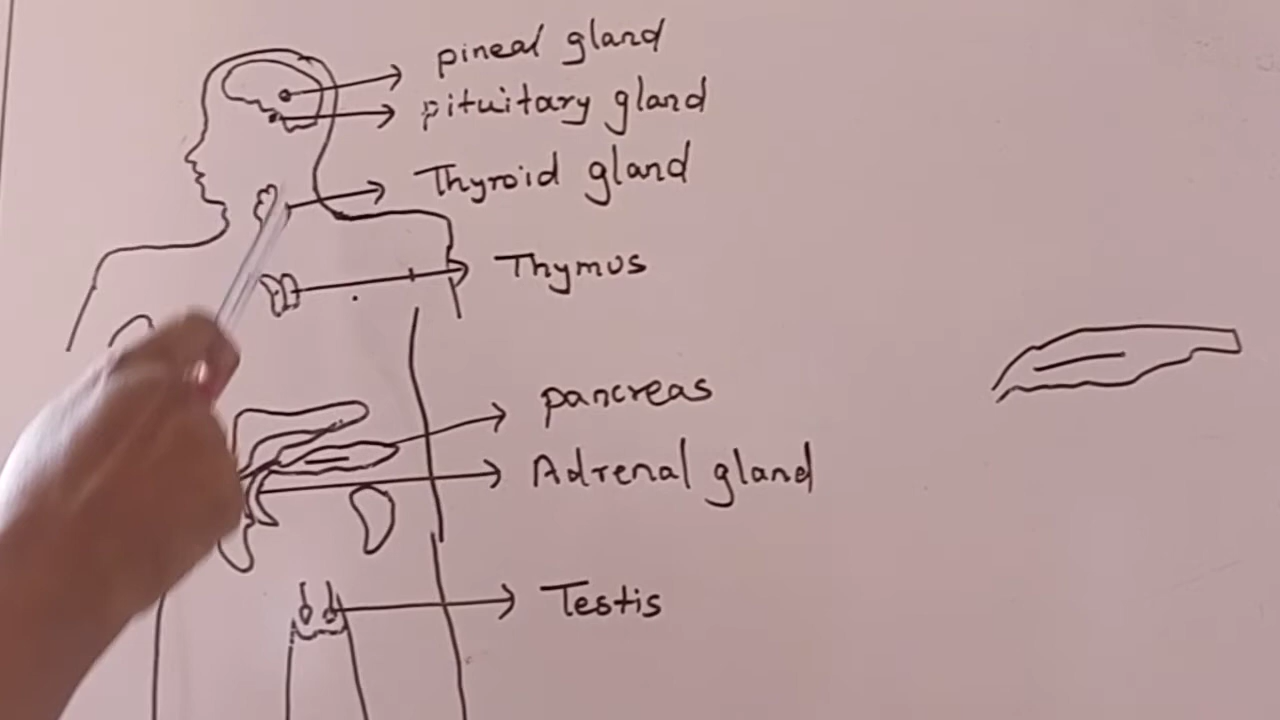 pineal gland
pituitary gland
Thyroid gland
Thymus
pancreas
Adrenal gland
Testis